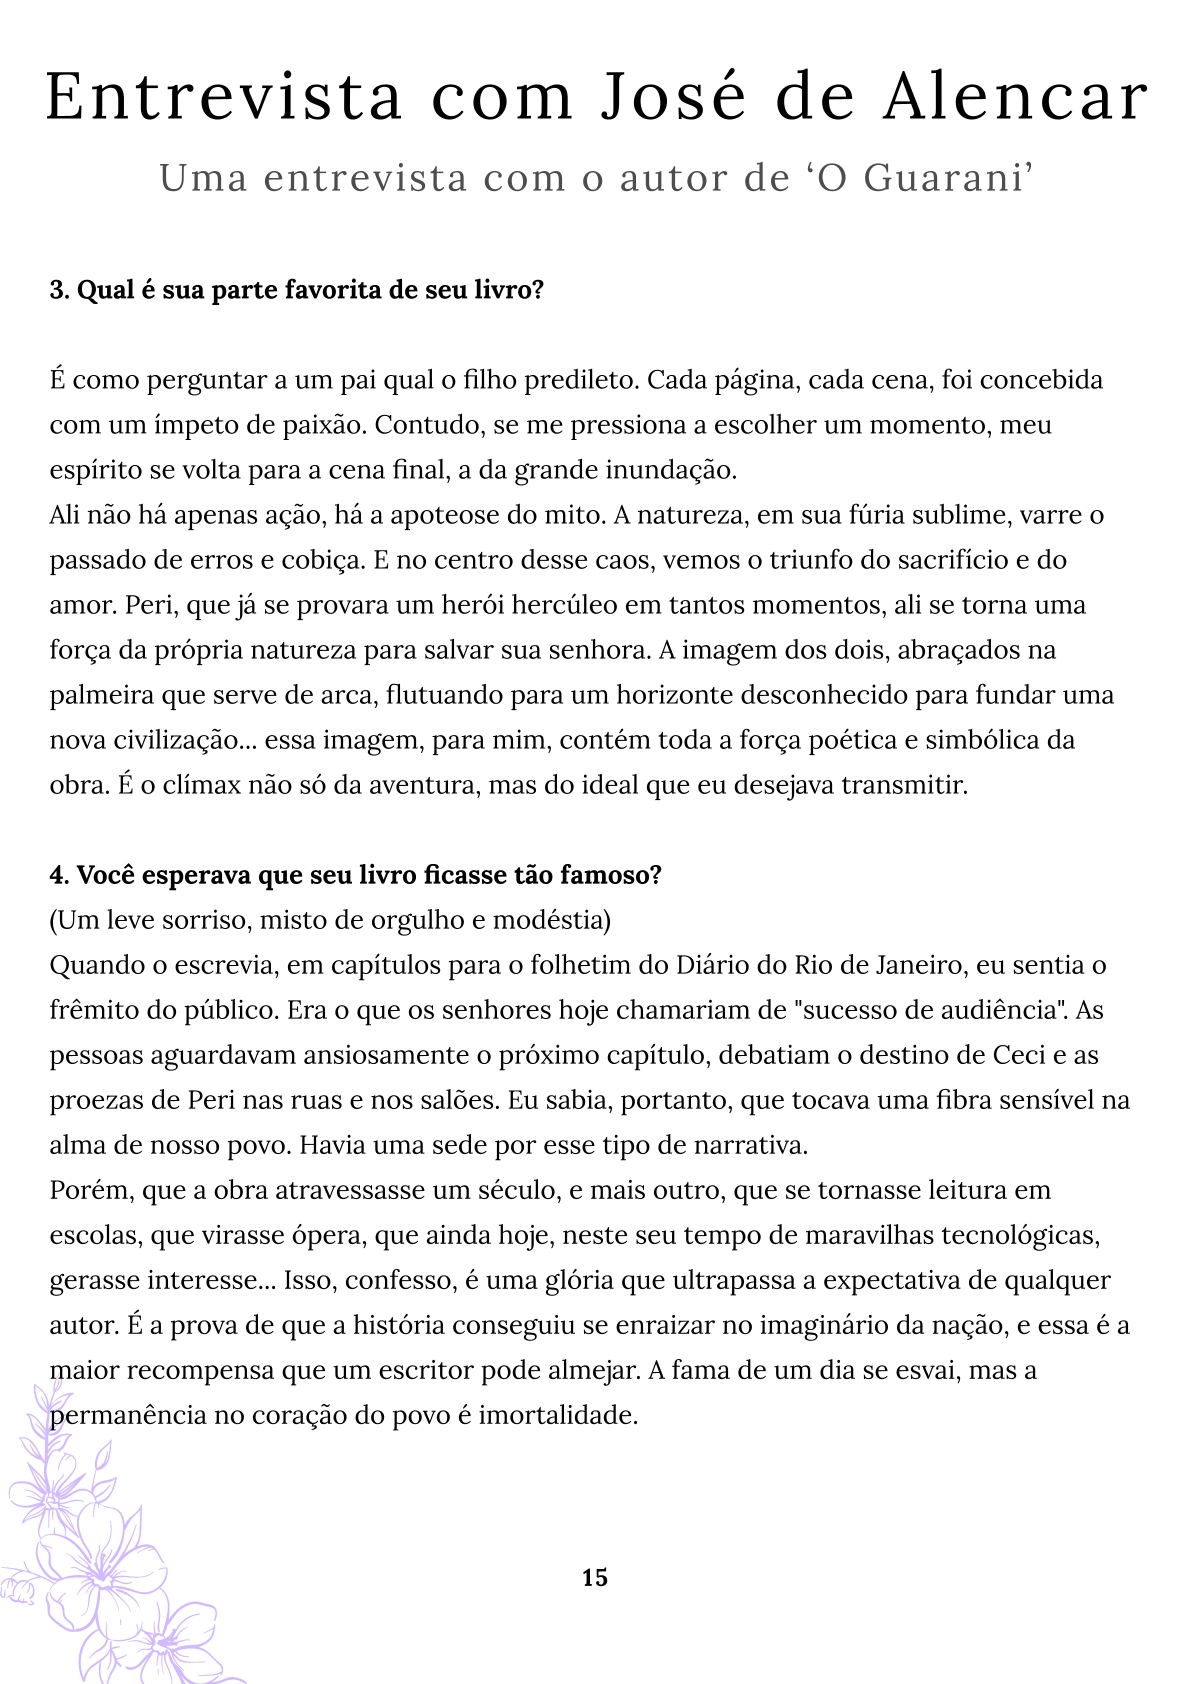 Entrevista com José de Alencar
Uma entrevista com o autor de ‘O Guarani’
3. Qual é sua parte favorita de seu livro?
É como perguntar a um pai qual o filho predileto. Cada página, cada cena, foi concebida
com um ímpeto de paixão. Contudo, se me pressiona a escolher um momento, meu
espírito se volta para a cena final, a da grande inundação.
Ali não há apenas ação, há a apoteose do mito. A natureza, em sua fúria sublime, varre o
passado de erros e cobiça. E no centro desse caos, vemos o triunfo do sacrifício e do
amor. Peri, que já se provara um herói hercúleo em tantos momentos, ali se torna uma
força da própria natureza para salvar sua senhora. A imagem dos dois, abraçados na
palmeira que serve de arca, flutuando para um horizonte desconhecido para fundar uma
nova civilização... essa imagem, para mim, contém toda a força poética e simbólica da
obra. É o clímax não só da aventura, mas do ideal que eu desejava transmitir.
4. Você esperava que seu livro ficasse tão famoso?
(Um leve sorriso, misto de orgulho e modéstia)
Quando o escrevia, em capítulos para o folhetim do Diário do Rio de Janeiro, eu sentia o
frêmito do público. Era o que os senhores hoje chamariam de "sucesso de audiência". As
pessoas aguardavam ansiosamente o próximo capítulo, debatiam o destino de Ceci e as
proezas de Peri nas ruas e nos salões. Eu sabia, portanto, que tocava uma fibra sensível na
alma de nosso povo. Havia uma sede por esse tipo de narrativa.
Porém, que a obra atravessasse um século, e mais outro, que se tornasse leitura em
escolas, que virasse ópera, que ainda hoje, neste seu tempo de maravilhas tecnológicas,
gerasse interesse... Isso, confesso, é uma glória que ultrapassa a expectativa de qualquer
autor. É a prova de que a história conseguiu se enraizar no imaginário da nação, e essa é a
maior recompensa que um escritor pode almejar. A fama de um dia se esvai, mas a
permanência no coração do povo é imortalidade.
15